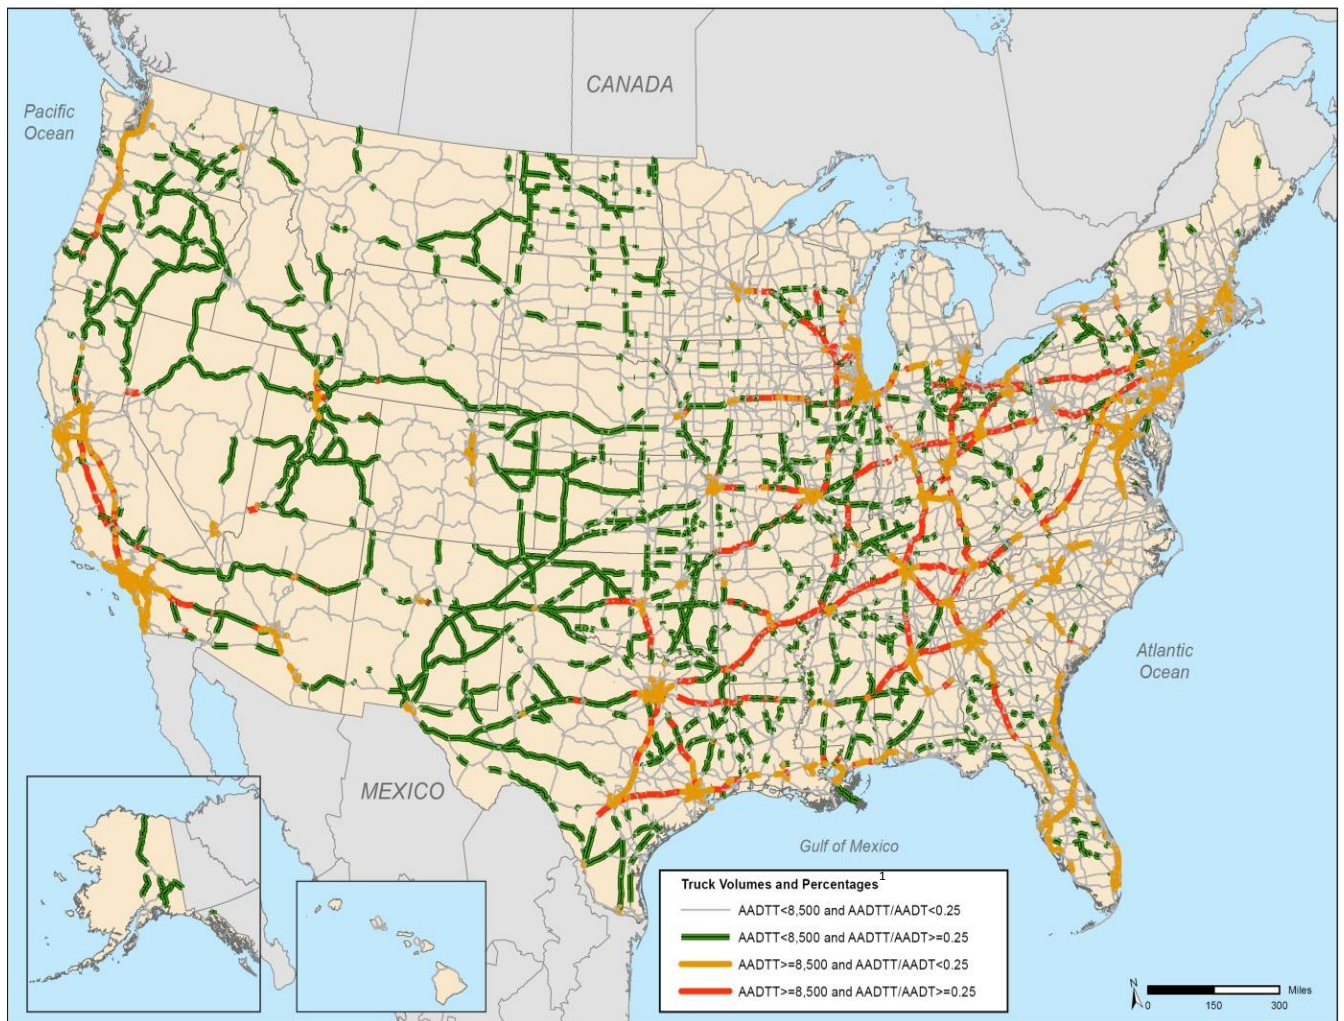 CANADA
Pacific
Ocean
Atlantic
Ocean
MEXICO
Gulf of Mexico
Truck Volumes and Percentages1
AADTT<8,500 and AADTT/AADT<0.25
AADTT<8,500 and AADTT/AADT>=0.25
AADTT>=8,500 and AADTT/AADT<0.25
AADTT>=8,500 and AADTT/AADT>=0.25
N
Miles
0 150 300